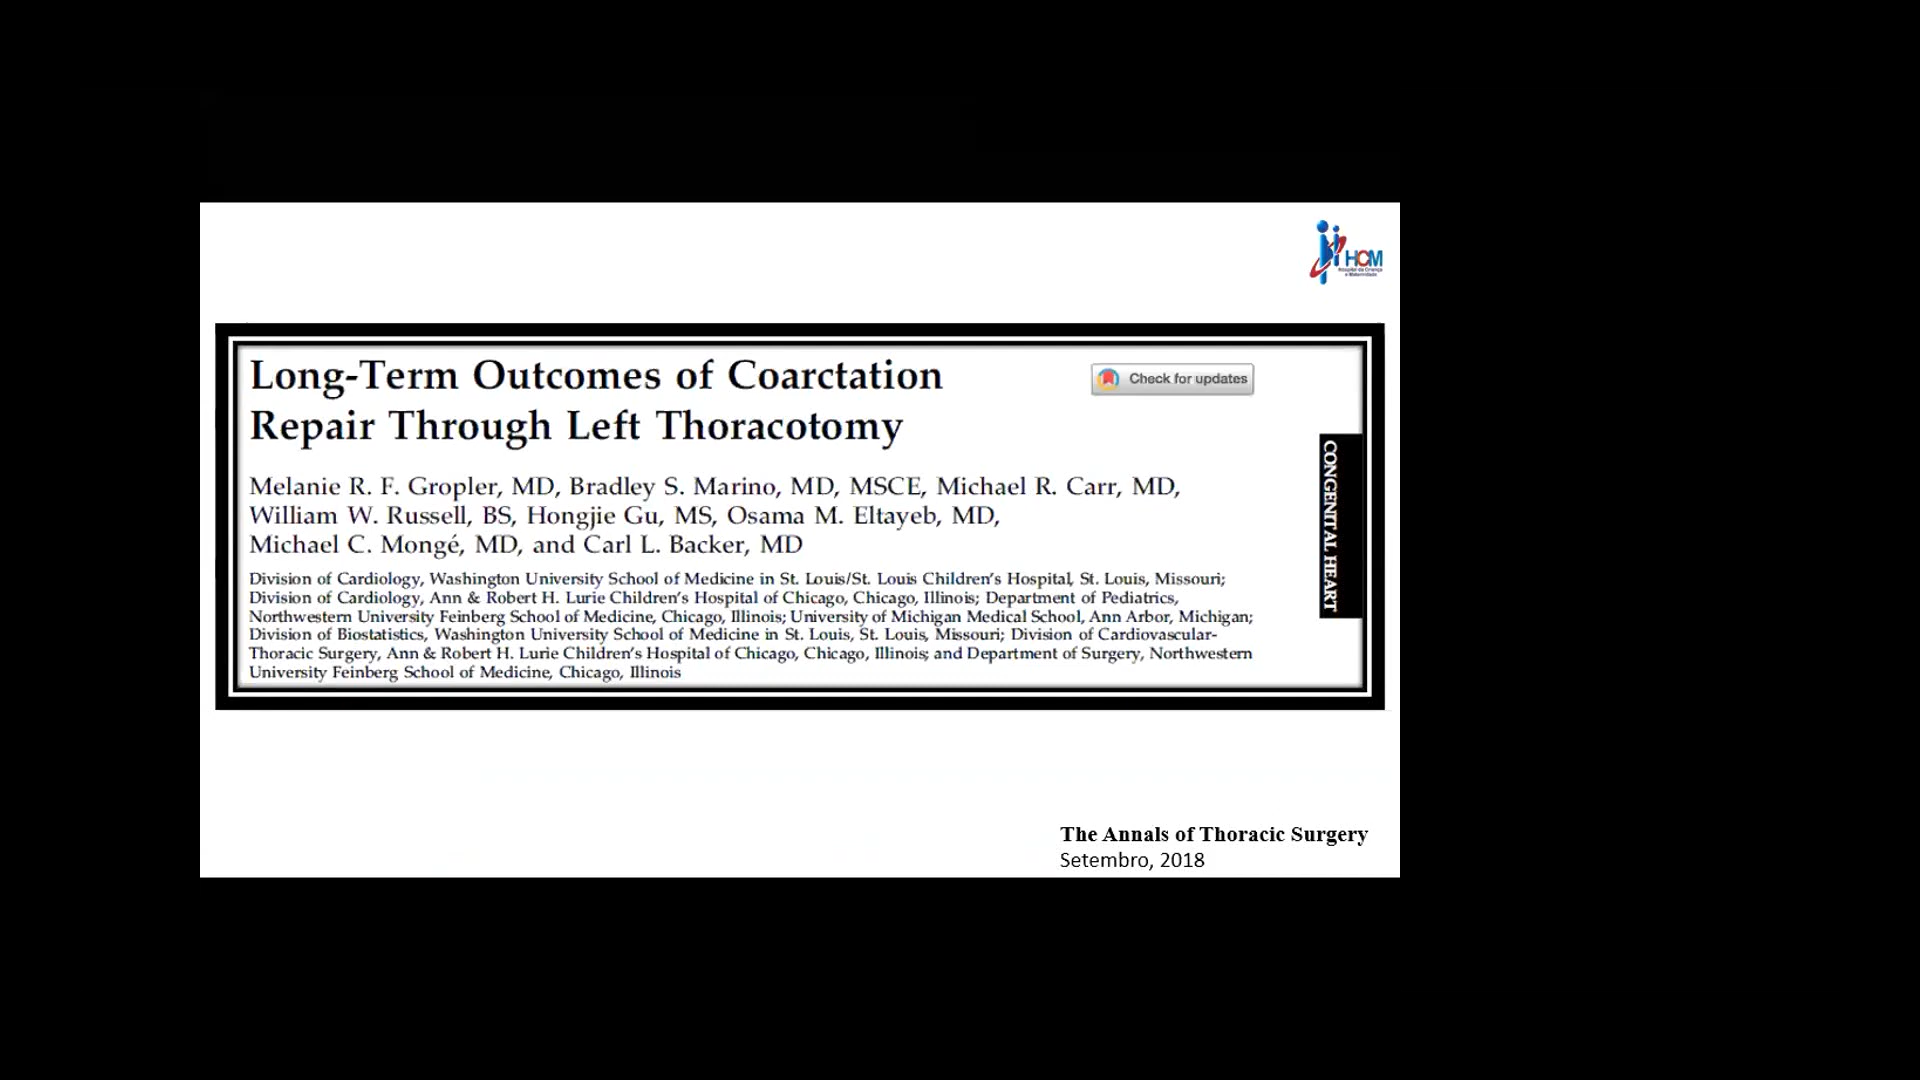 HCM
Hospital da Criança
e Maternidade
Long-Term Outcomes of Coarctation
Repair Through Left Thoracotomy
Check for updates
Melanie R. F. Gropler, MD, Bradley S. Marino, MD, MSCE, Michael R. Carr, MD,
William W. Russell, BS, Hongjie Gu, MS, Osama M. Eltayeb, MD,
Michael C. Mongé, MD, and Carl L. Backer, MD
Division of Cardiology, Washington University School of Medicine in St. Louis/St. Louis Children's Hospital, St. Louis, Missouri;
Division of Cardiology, Ann & Robert H. Lurie Children's Hospital of Chicago, Chicago, Illinois; Department of Pediatrics,
Northwestern University Feinberg School of Medicine, Chicago, Illinois; University of Michigan Medical School, Ann Arbor, Michigan;
Division of Biostatistics, Washington University School of Medicine in St. Louis, St. Louis, Missouri; Division of Cardiovascular-
Thoracic Surgery, Ann & Robert H. Lurie Children's Hospital of Chicago, Chicago, Illinois; and Department of Surgery, Northwestern
University Feinberg School of Medicine, Chicago, Illinois
CONGENITAL HEART
The Annals of Thoracic Surgery
Setembro, 2018